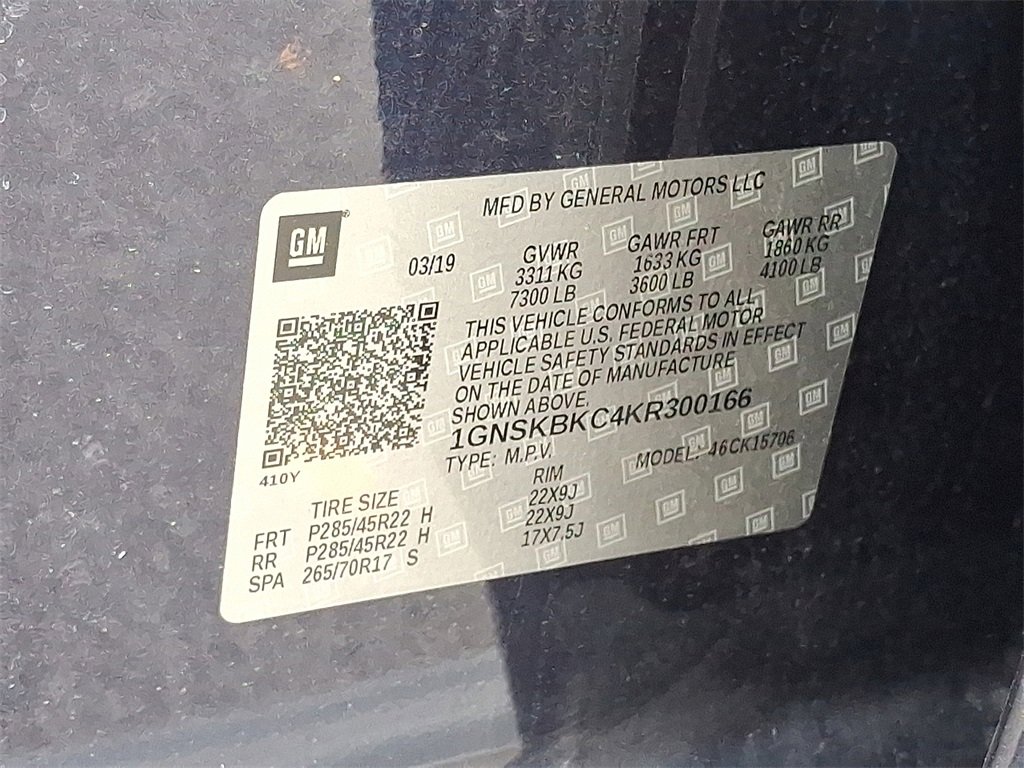 MFD BY GENERAL MOTORS LLC
GM
03/19
GVWR GAWR FRT GAWR RR
3311 KG 1633 KG 1860 KG
7300 LB 3600 LB 4100 LB
THIS VEHICLE CONFORMS TO ALL
APPLICABLE U.S. FEDERAL MOTOR
VEHICLE SAFETY STANDARDS IN EFFECT
ON THE DATE OF MANUFACTURE
SHOWN ABOVE.
1GNSKBKC4KR300166
TYPE: M.P.V. MODEL: 46CK15706
410Y
TIRE SIZE RIM
FRT P285/45R22 H 22X9J
RR P285/45R22 H 22X9J
SPA 265/70R17 S 17X7.5J